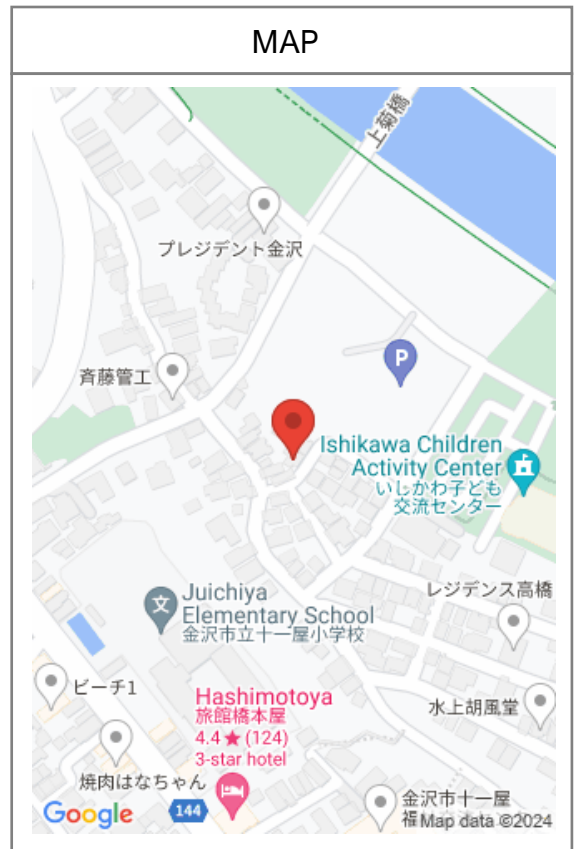 MAP
上菊橋
プレジデント金沢
P
斉藤管工
Ishikawa Children
Activity Center
いしかわ子ども
交流センター
レジデンス高橋
文
Juichiya
Elementary School
金沢市立十一屋小学校
ビーチ1
Hashimotoya
旅館橋本屋
4.4★(124)
3-star hotel
水上胡風堂
焼肉はなちゃん
144
金沢市十一屋
Google
Map data ©2024